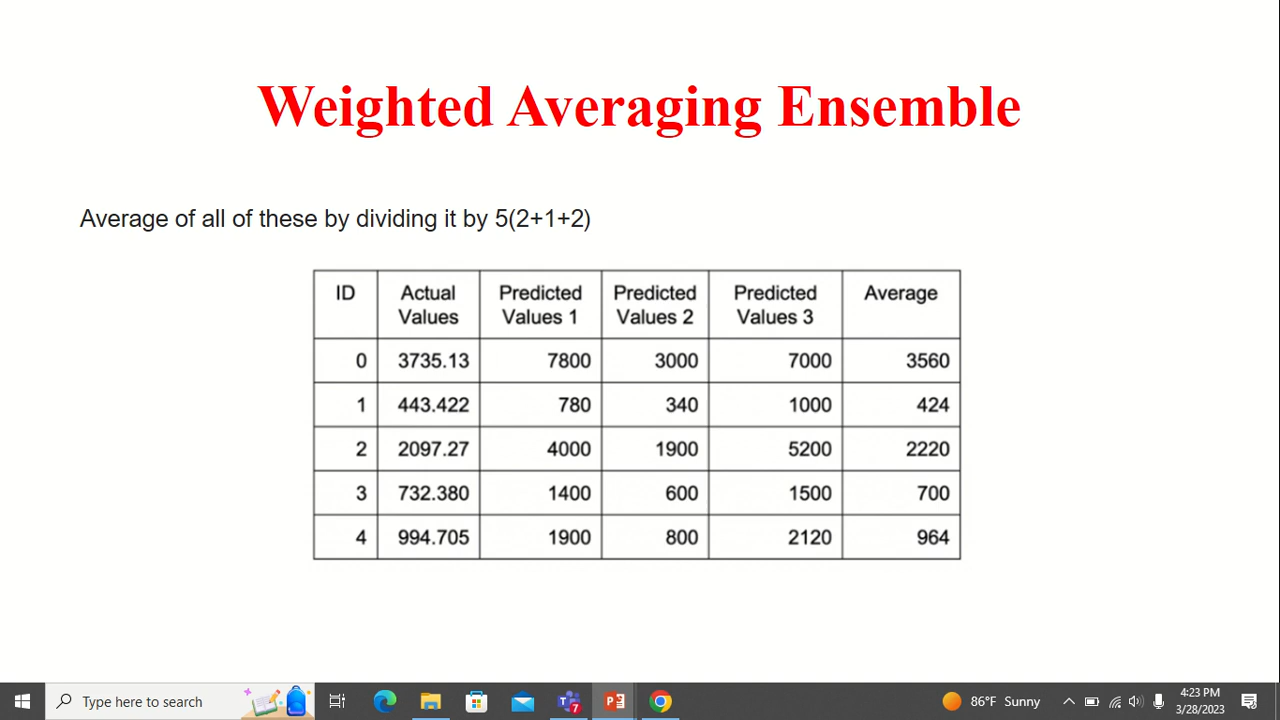 Weighted Averaging Ensemble
Average of all of these by dividing it by 5(2+1+2)
ID Actual Values Predicted Values 1 Predicted Values 2 Predicted Values 3 Average
0 3735.13 7800 3000 7000 3560
1 443.422 780 340 1000 424
2 2097.27 4000 1900 5200 2220
3 732.380 1400 600 1500 700
4 994.705 1900 800 2120 964
Type here to search
7
P
86°F Sunny
4:23 PM
3/28/2023